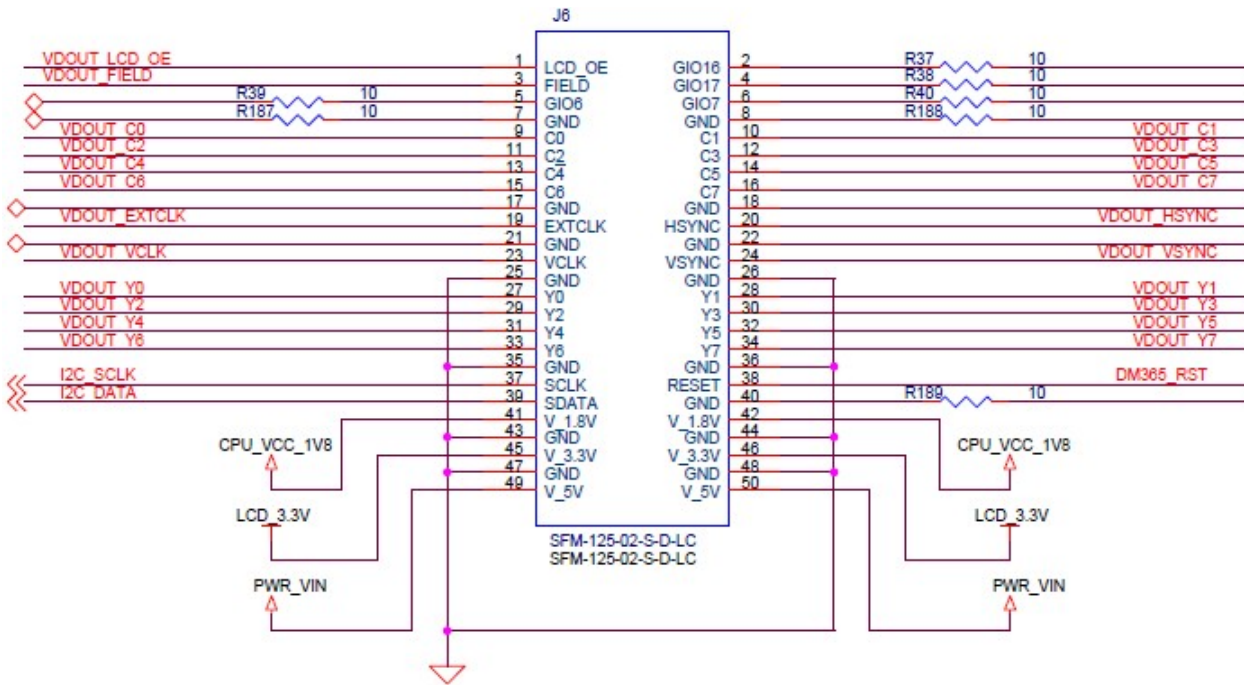 J6
VDOUT_LCD_OE 1 LCD_OE GIO16 2 R37 10
VDOUT_FIELD 3 FIELD GIO17 4 R38 10
R39 10 5 GIO6 GIO7 6 R40 10
R187 10 7 GND GND 8 R188 10
VDOUT_C0 9 C0 C1 10 VDOUT_C1
VDOUT_C2 11 C2 C3 12 VDOUT_C3
VDOUT_C4 13 C4 C5 14 VDOUT_C5
VDOUT_C6 15 C6 C7 16 VDOUT_C7
17 GND GND 18
VDOUT_EXTCLK 19 EXTCLK HSYNC 20 VDOUT_HSYNC
21 GND GND 22
VDOUT_VCLK 23 VCLK VSYNC 24 VDOUT_VSYNC
25 GND GND 26
VDOUT_Y0 27 Y0 Y1 28 VDOUT_Y1
VDOUT_Y2 29 Y2 Y3 30 VDOUT_Y3
VDOUT_Y4 31 Y4 Y5 32 VDOUT_Y5
VDOUT_Y6 33 Y6 Y7 34 VDOUT_Y7
35 GND GND 36
I2C_SCLK 37 SCLK RESET 38 DM365_RST
I2C_DATA 39 SDATA GND 40 R189 10
41 V_1.8V V_1.8V 42
43 GND GND 44
CPU_VCC_1V8 45 V_3.3V V_3.3V 46 CPU_VCC_1V8
47 GND GND 48
49 V_5V V_5V 50
LCD_3.3V LCD_3.3V
SFM-125-02-S-D-LC
SFM-125-02-S-D-LC
PWR_VIN PWR_VIN